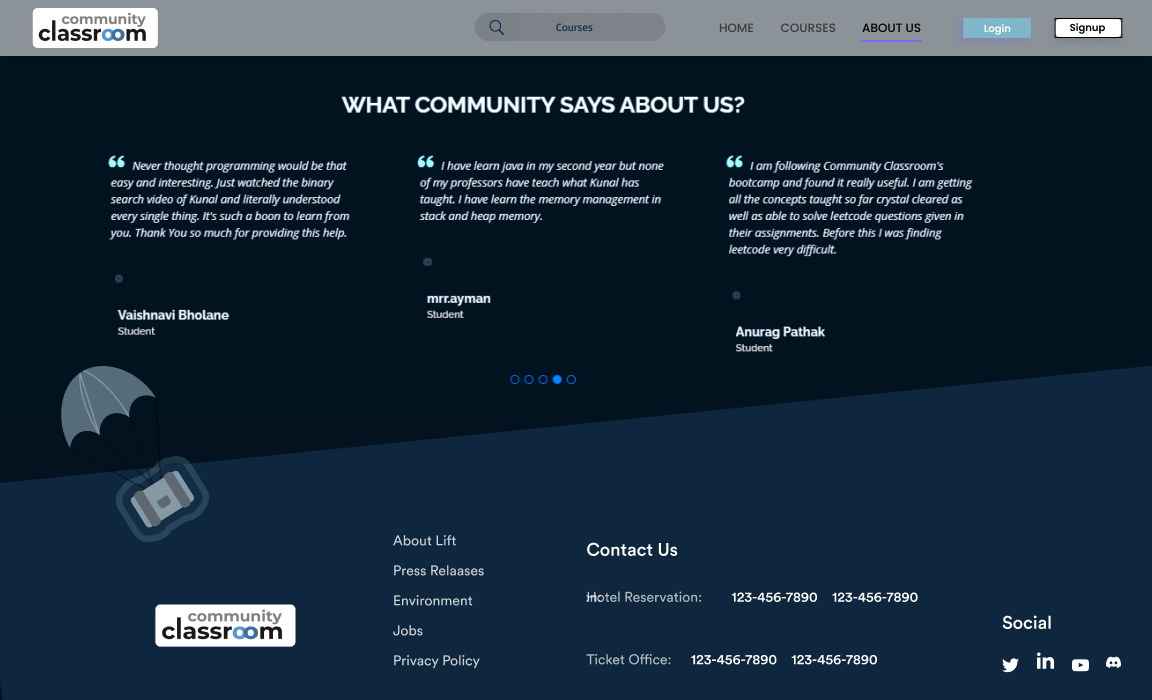 community
classroom
Courses
HOME
COURSES
ABOUT US
Login
Signup
WHAT COMMUNITY SAYS ABOUT US?
“ Never thought programming would be that
easy and interesting. Just watched the binary
search video of Kunal and literally understood
every single thing. It's such a boon to learn from
you. Thank You so much for providing this help.
Vaishnavi Bholane
Student
“ I have learn java in my second year but none
of my professors have teach what Kunal has
taught. I have learn the memory management in
stack and heap memory.
mrr.ayman
Student
“ I am following Community Classroom's
bootcamp and found it really useful. I am getting
all the concepts taught so far crystal cleared as
well as able to solve leetcode questions given in
their assignments. Before this I was finding
leetcode very difficult.
Anurag Pathak
Student
community
classroom
About Lift
Press Relaases
Environment
Jobs
Privacy Policy
Contact Us
Hotel Reservation: 123-456-7890 123-456-7890
Ticket Office: 123-456-7890 123-456-7890
Social
in